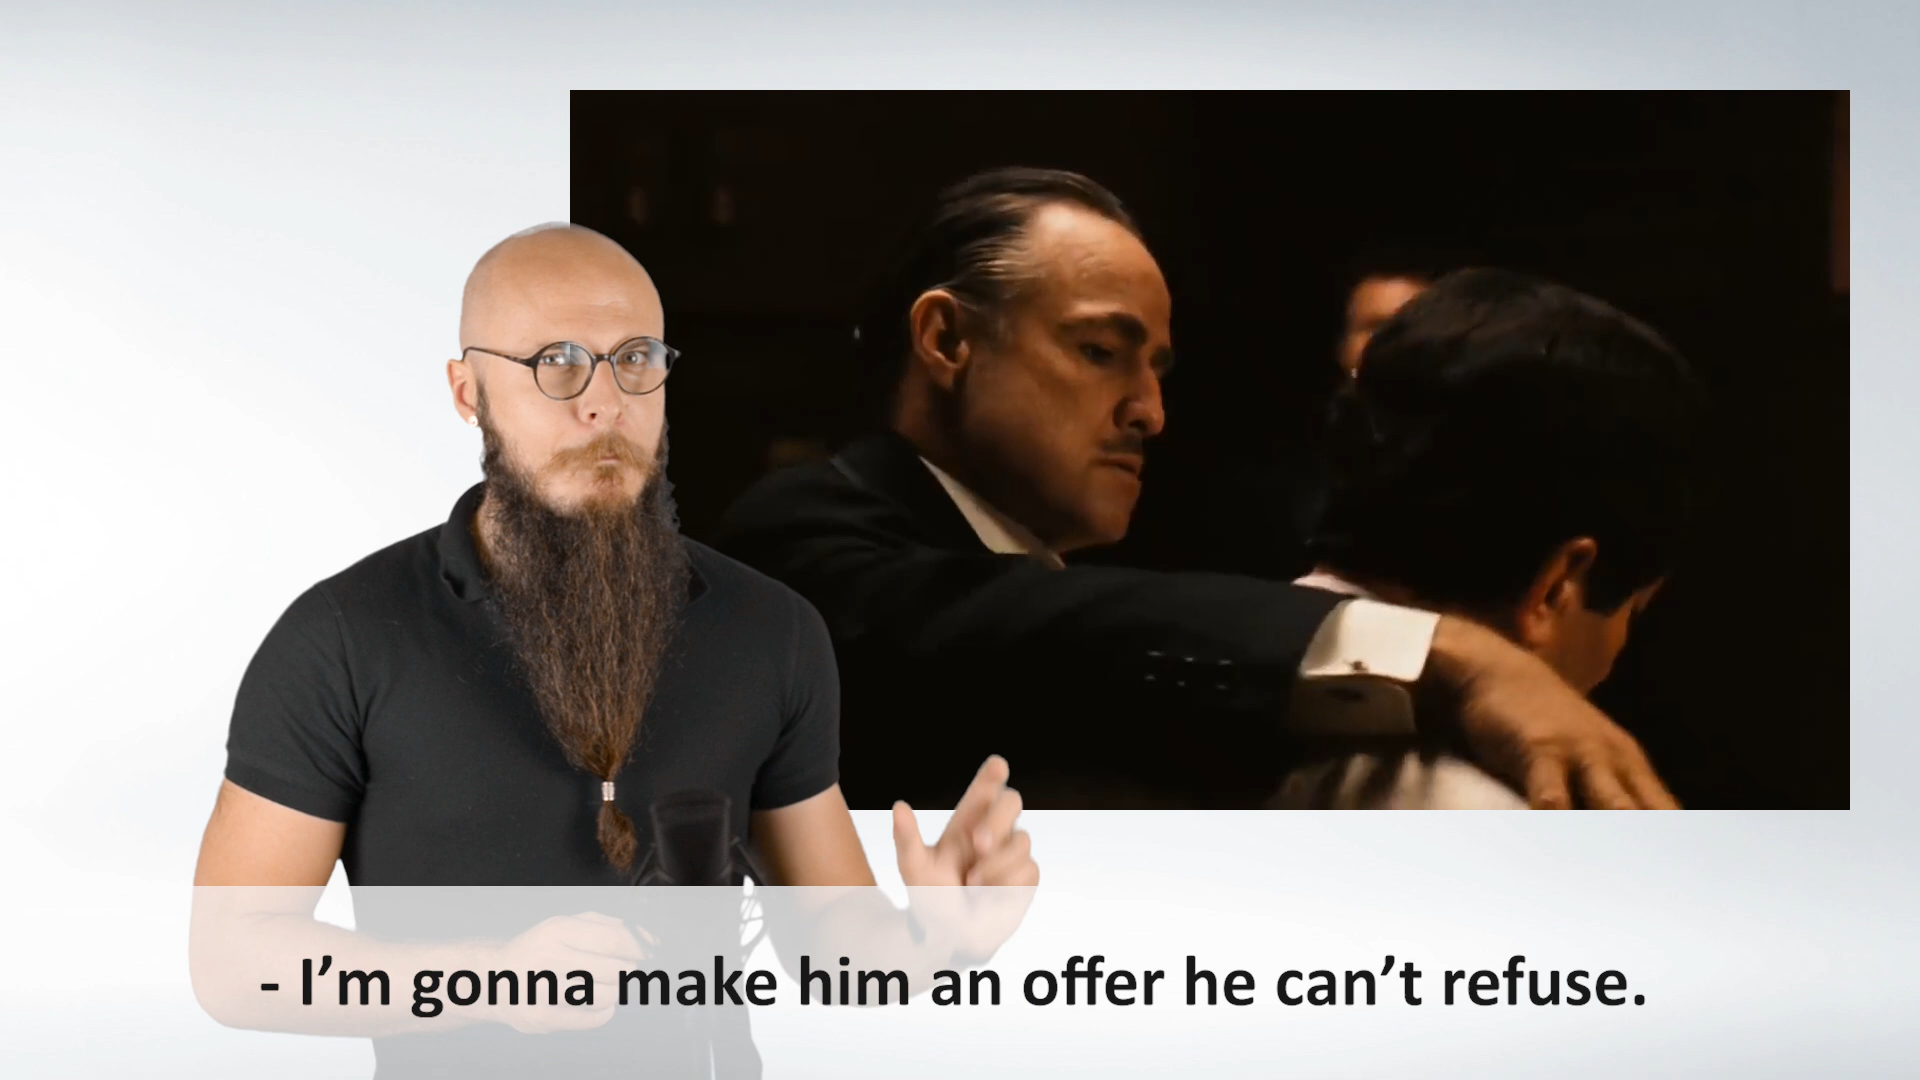 - I’m gonna make him an offer he can’t refuse.